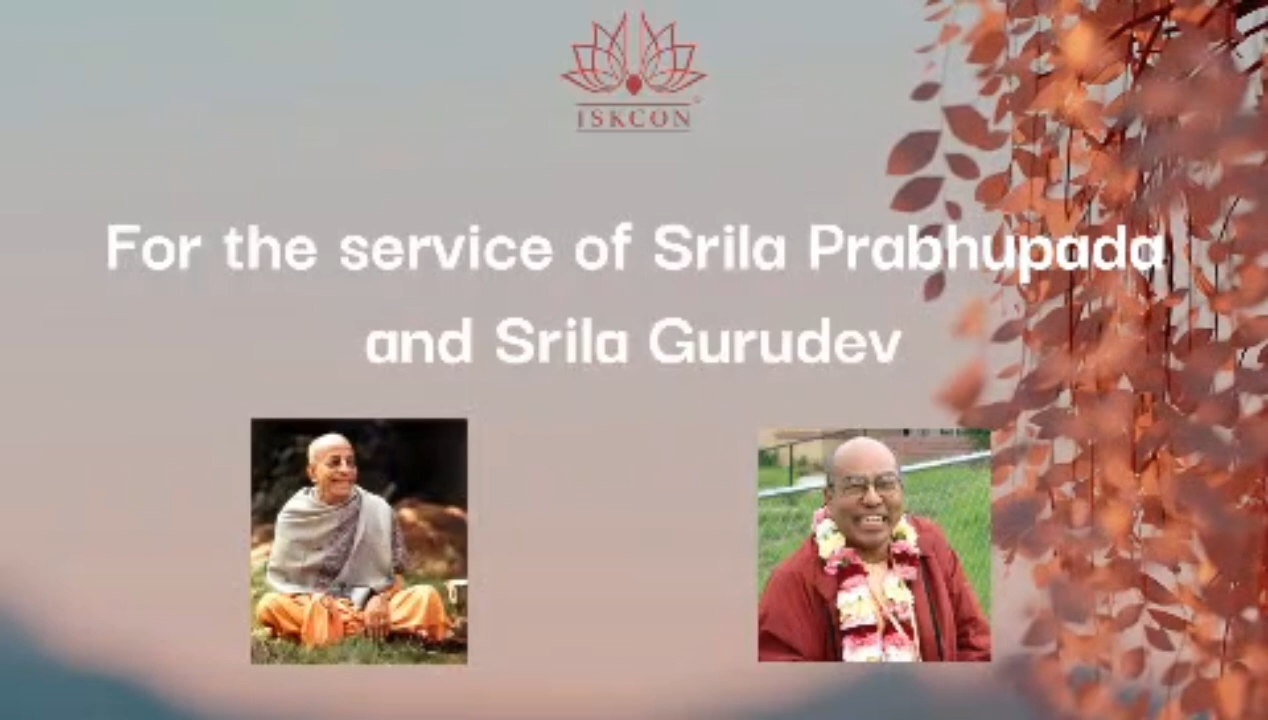 ISKCON
For the service of Srila Prabhupada
and Srila Gurudev